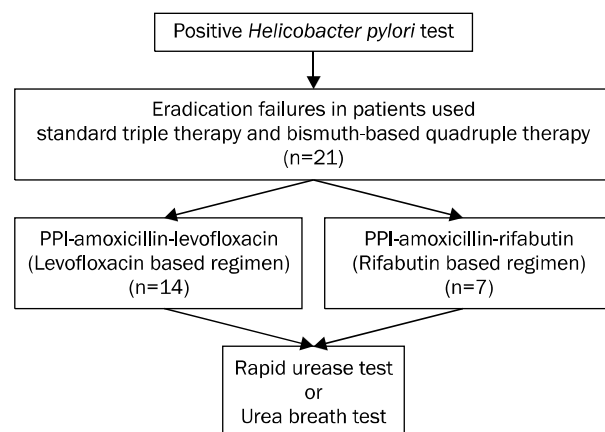 Positive Helicobacter pylori test
Eradication failures in patients used
standard triple therapy and bismuth-based quadruple therapy
(n=21)
PPI-amoxicillin-levofloxacin
(Levofloxacin based regimen)
(n=14)
PPI-amoxicillin-rifabutin
(Rifabutin based regimen)
(n=7)
Rapid urease test
or
Urea breath test